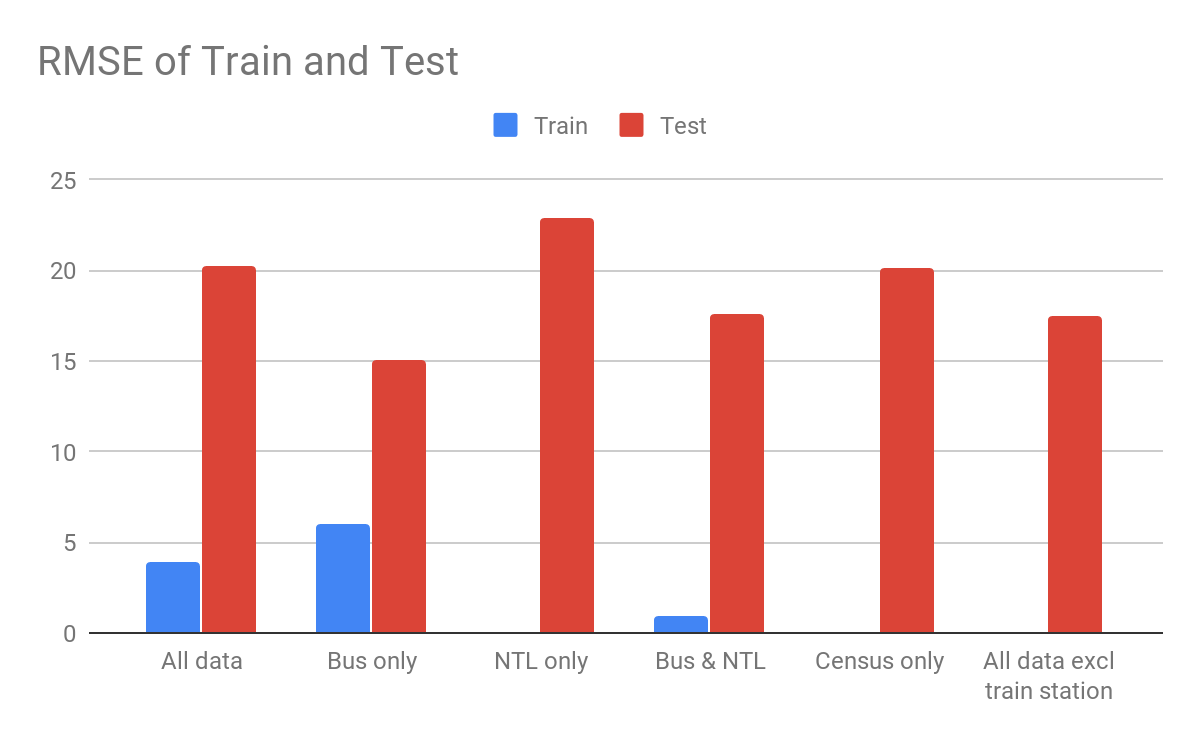 RMSE of Train and Test
Train
Test
25
20
15
10
5
0
All data
Bus only
NTL only
Bus & NTL
Census only
All data excl
train station